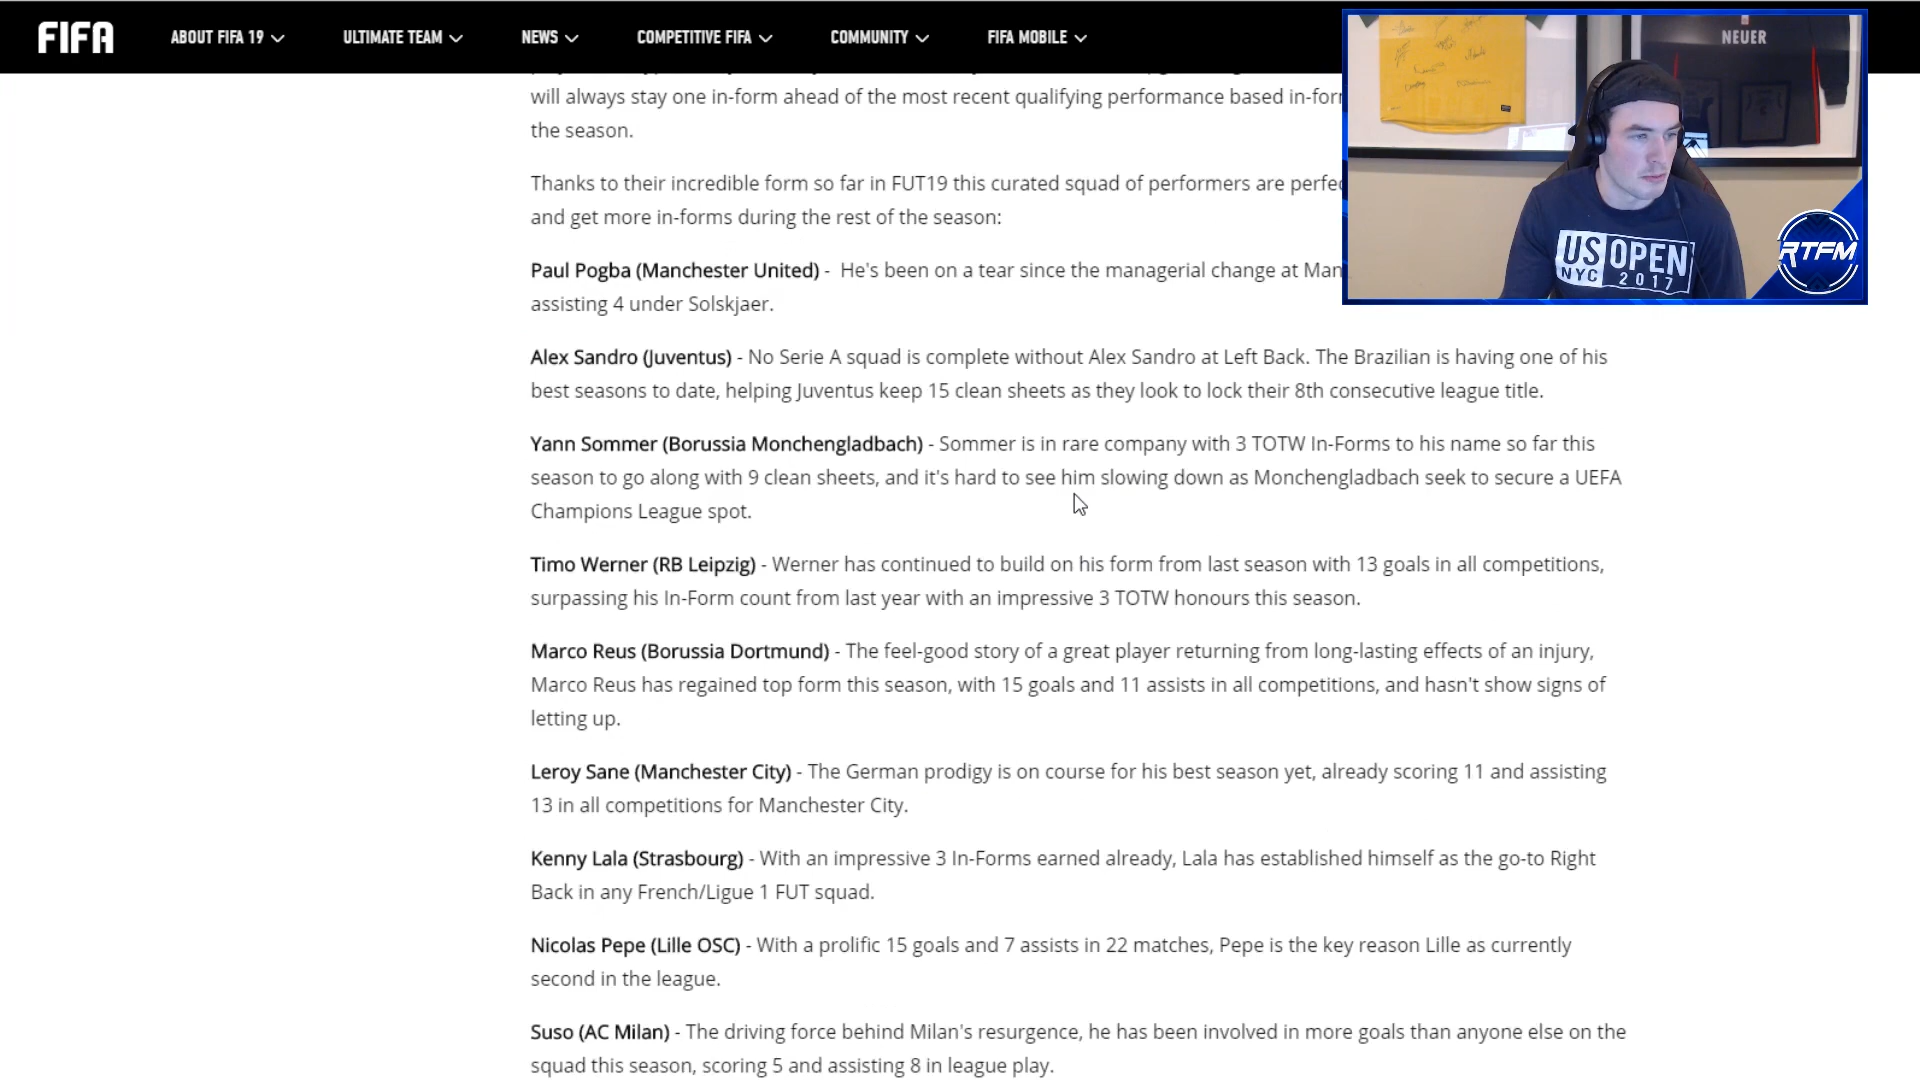 FIFA ABOUT FIFA 19 ULTIMATE TEAM NEWS COMPETITIVE FIFA COMMUNITY FIFA MOBILE
NEUER
US OPEN
NYC 2017
RTFM
will always stay one in-form ahead of the most recent qualifying performance based in-for
the season.
Thanks to their incredible form so far in FUT19 this curated squad of performers are
and get more in-forms during the rest of the season:
Paul Pogba (Manchester United) - He's been on a tear since the managerial change at Man
assisting 4 under Solskjaer.
Alex Sandro (Juventus) - No Serie A squad is complete without Alex Sandro at Left Back. The Brazilian is having one of his
best seasons to date, helping Juventus keep 15 clean sheets as they look to lock their 8th consecutive league title.
Yann Sommer (Borussia Monchengladbach) - Sommer is in rare company with 3 TOTW In-Forms to his name so far this
season to go along with 9 clean sheets, and it's hard to see him slowing down as Monchengladbach seek to secure a UEFA
Champions League spot.
Timo Werner (RB Leipzig) - Werner has continued to build on his form from last season with 13 goals in all competitions,
surpassing his In-Form count from last year with an impressive 3 TOTW honours this season.
Marco Reus (Borussia Dortmund) - The feel-good story of a great player returning from long-lasting effects of an injury,
Marco Reus has regained top form this season, with 15 goals and 11 assists in all competitions, and hasn't show signs of
letting up.
Leroy Sane (Manchester City) - The German prodigy is on course for his best season yet, already scoring 11 and assisting
13 in all competitions for Manchester City.
Kenny Lala (Strasbourg) - With an impressive 3 In-Forms earned already, Lala has established himself as the go-to Right
Back in any French/Ligue 1 FUT squad.
Nicolas Pepe (Lille OSC) - With a prolific 15 goals and 7 assists in 22 matches, Pepe is the key reason Lille as currently
second in the league.
Suso (AC Milan) - The driving force behind Milan's resurgence, he has been involved in more goals than anyone else on the
squad this season, scoring 5 and assisting 8 in league play.